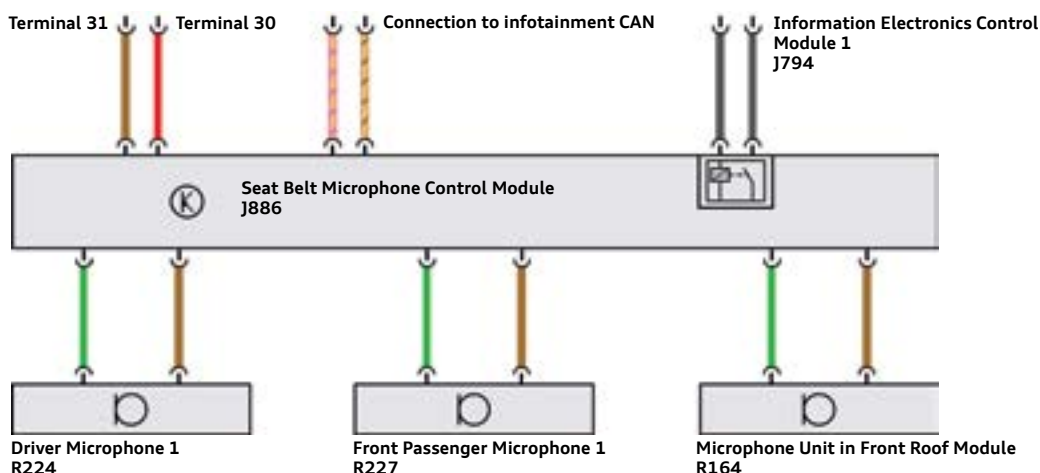 Terminal 31
Terminal 30
Connection to infotainment CAN
Information Electronics Control
Module 1
J794
K
Seat Belt Microphone Control Module
J886
Driver Microphone 1
R224
Front Passenger Microphone 1
R227
Microphone Unit in Front Roof Module
R164